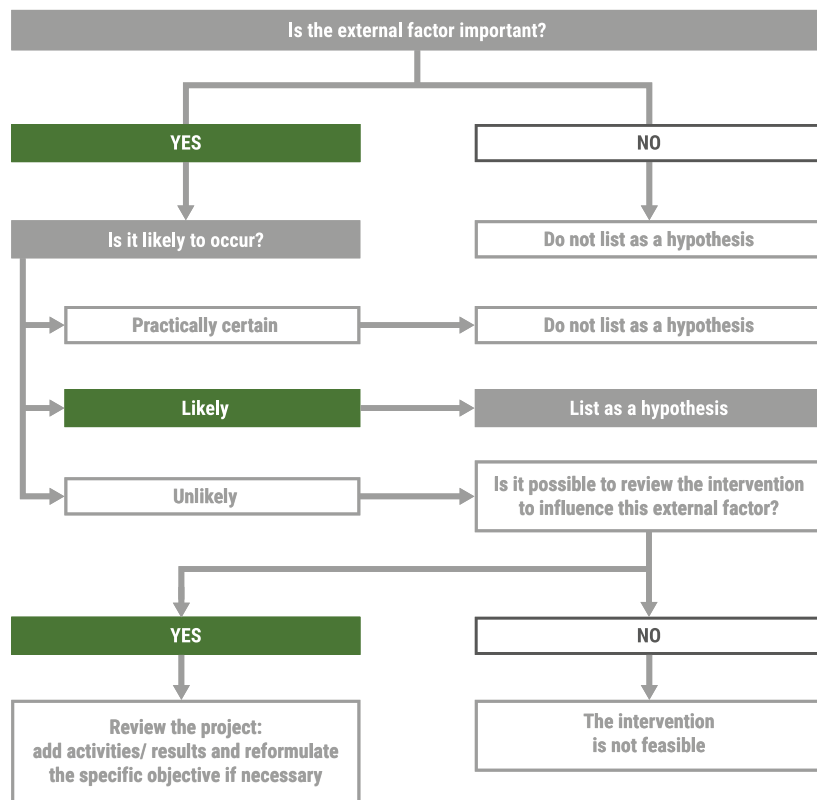 Is the external factor important?
YES
NO
Is it likely to occur?
Do not list as a hypothesis
Practically certain
Do not list as a hypothesis
Likely
List as a hypothesis
Unlikely
Is it possible to review the intervention
to influence this external factor?
YES
NO
Review the project:
add activities/ results and reformulate
the specific objective if necessary
The intervention
is not feasible